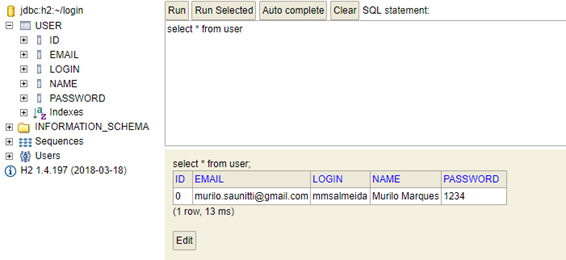 jdbc:h2:~/login
USER
ID
EMAIL
LOGIN
NAME
PASSWORD
Indexes
INFORMATION_SCHEMA
Sequences
Users
H2 1.4.197 (2018-03-18)
Run Run Selected Auto complete Clear SQL statement:
select * from user
select * from user;
ID EMAIL LOGIN NAME PASSWORD
0 murilo.saunitti@gmail.com mmsalmeida Murilo Marques 1234
(1 row, 13 ms)
Edit